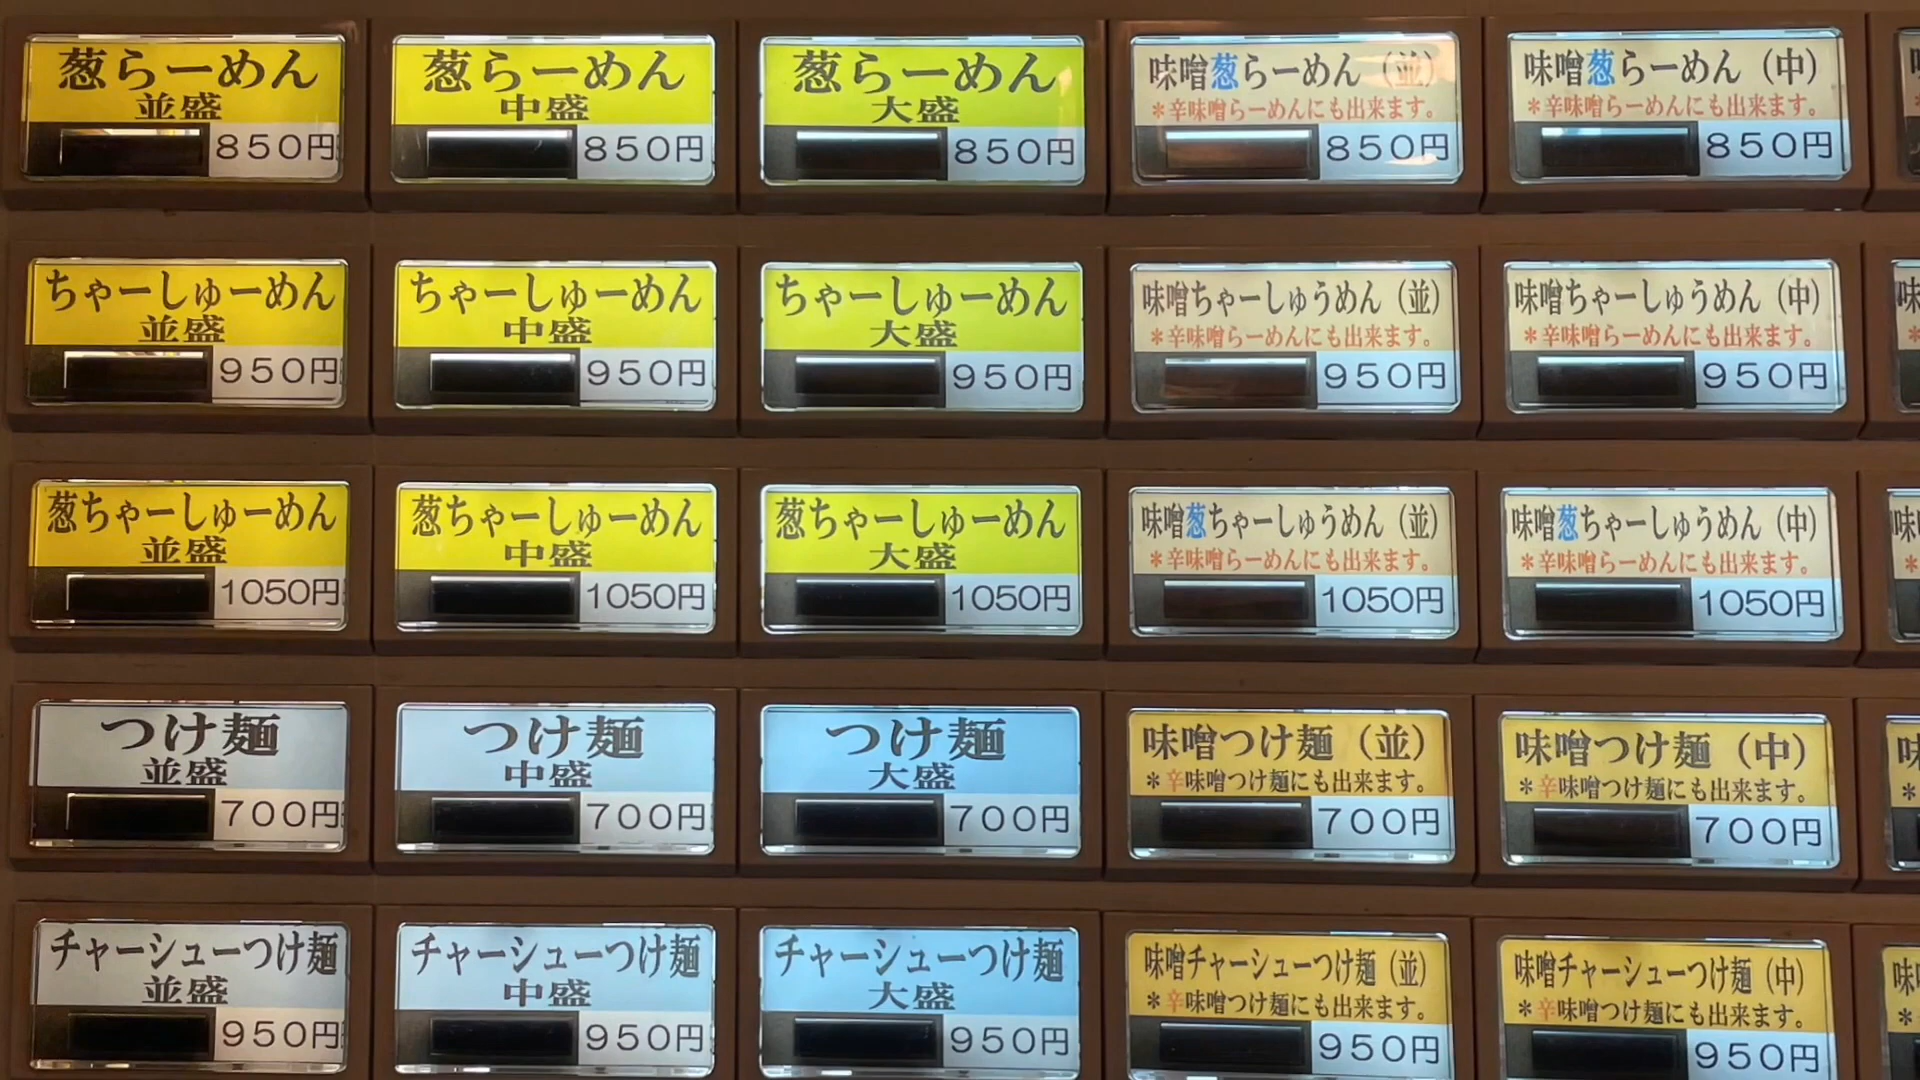 葱らーめん
並盛
850円
葱らーめん
中盛
850円
葱らーめん
大盛
850円
味噌葱らーめん（並）
＊辛味噌らーめんにも出来ます。
850円
味噌葱らーめん（中）
＊辛味噌らーめんにも出来ます。
850円
ちゃーしゅーめん
並盛
950円
ちゃーしゅーめん
中盛
950円
ちゃーしゅーめん
大盛
950円
味噌ちゃーしゅうめん（並）
＊辛味噌らーめんにも出来ます。
950円
味噌ちゃーしゅうめん（中）
＊辛味噌らーめんにも出来ます。
950円
味
葱ちゃーしゅーめん
並盛
1050円
葱ちゃーしゅーめん
中盛
1050円
葱ちゃーしゅーめん
大盛
1050円
味噌葱ちゃーしゅうめん（並）
＊辛味噌らーめんにも出来ます。
1050円
味噌葱ちゃーしゅうめん（中）
＊辛味噌らーめんにも出来ます。
1050円
味
＊
つけ麺
並盛
700円
つけ麺
中盛
700円
つけ麺
大盛
700円
味噌つけ麺（並）
＊辛味噌つけ麺にも出来ます。
700円
味噌つけ麺（中）
＊辛味噌つけ麺にも出来ます。
700円
味
＊
チャーシューつけ麺
並盛
950円
チャーシューつけ麺
中盛
950円
チャーシューつけ麺
大盛
950円
味噌チャーシューつけ麺（並）
＊辛味噌つけ麺にも出来ます。
950円
味噌チャーシューつけ麺（中）
＊辛味噌つけ麺にも出来ます。
950円
味
＊